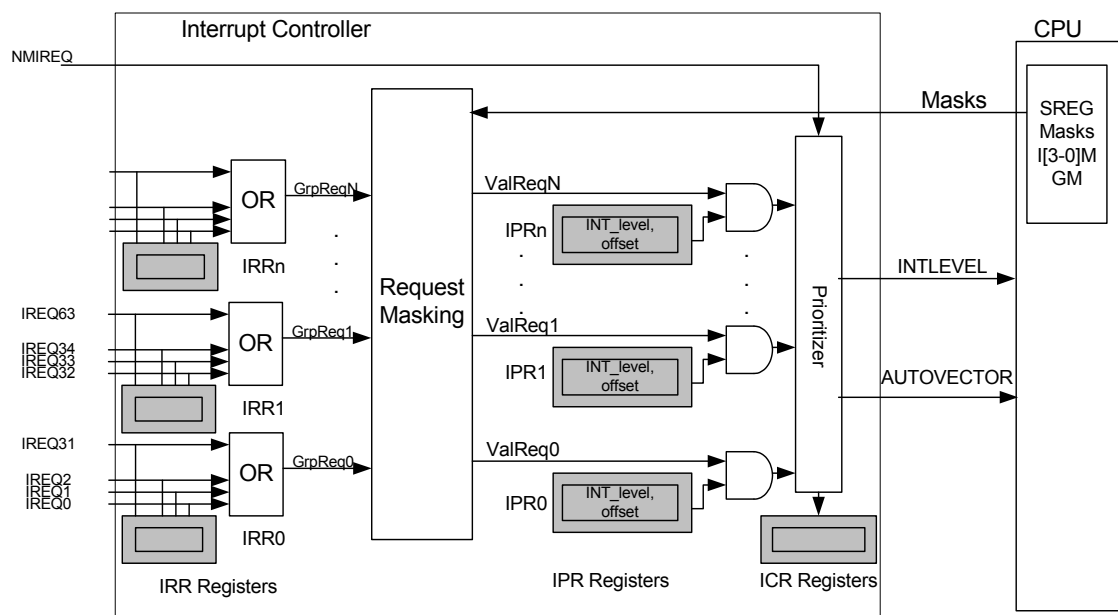 Interrupt Controller
CPU
NMIREQ
Masks
SREG
Masks
I[3-0]M
GM
OR
GrpReqN
ValReqN
IRRn
IPRn
INT_level,
offset
Request
Masking
Prioritizer
INTLEVEL
IREQ63
IREQ34
IREQ33
IREQ32
OR
GrpReq1
ValReq1
IRR1
IPR1
INT_level,
offset
AUTOVECTOR
IREQ31
IREQ2
IREQ1
IREQ0
OR
GrpReq0
ValReq0
IRR0
IPR0
INT_level,
offset
IRR Registers
IPR Registers
ICR Registers